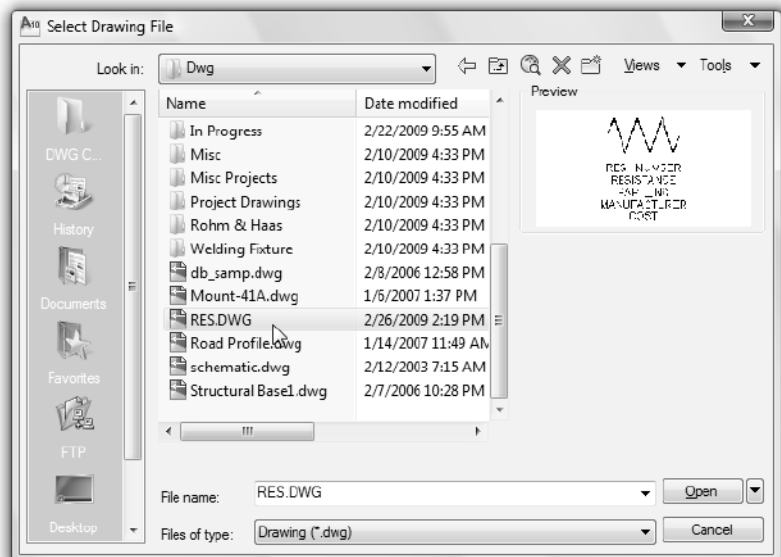 A10 Select Drawing File
Look in: Dwg Views Tools
DWG C...
History
Documents
Favorites
FTP
Desktop
Name Date modified
In Progress 2/22/2009 9:55 AM
Misc 2/10/2009 4:33 PM
Misc Projects 2/10/2009 4:33 PM
Project Drawings 2/10/2009 4:33 PM
Rohm & Haas 2/10/2009 4:33 PM
Welding Fixture 2/10/2009 4:33 PM
db_samp.dwg 2/8/2006 12:58 PM
Mount-41A.dwg 1/6/2007 1:37 PM
RES.DWG 2/26/2009 2:19 PM
Road Profile.dwg 1/14/2007 11:49 AM
schematic.dwg 2/12/2003 7:15 AM
Structural Base1.dwg 2/7/2006 10:28 PM
Preview
RESISTANCE
MANUFACTURER
COST
File name: RES.DWG Open
Files of type: Drawing (*.dwg) Cancel